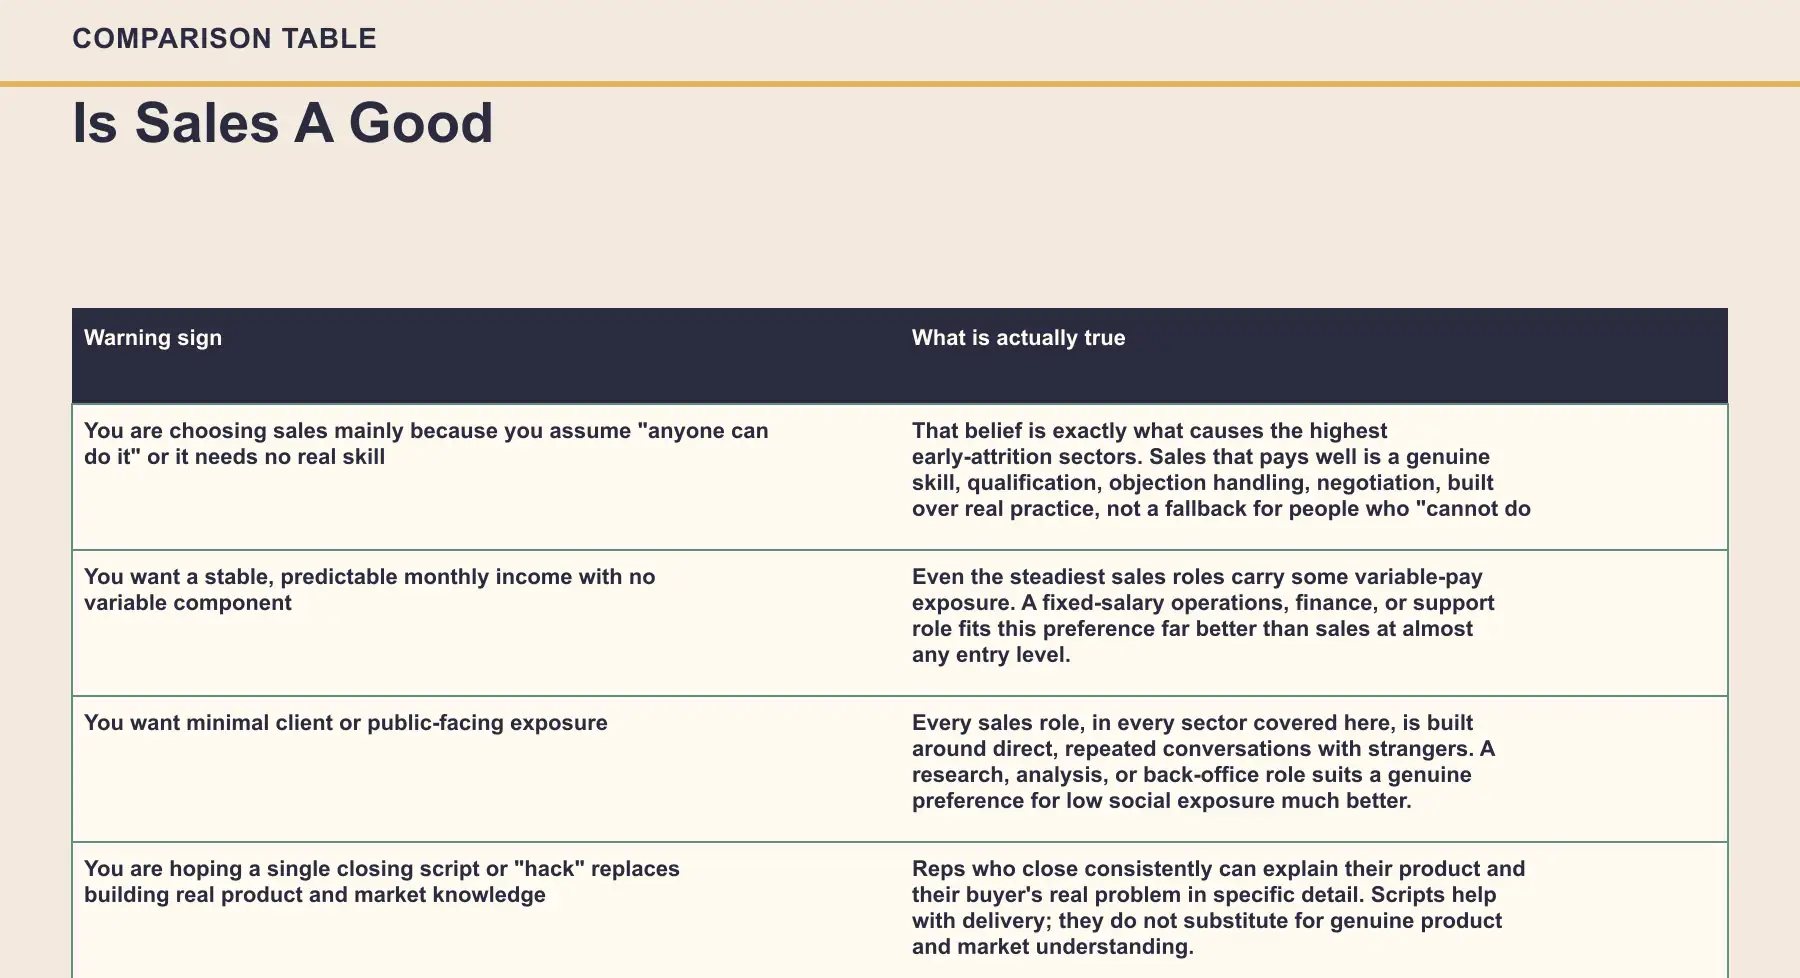 COMPARISON TABLE
Is Sales A Good
Warning sign
What is actually true
You are choosing sales mainly because you assume "anyone can
do it" or it needs no real skill
That belief is exactly what causes the highest
early-attrition sectors. Sales that pays well is a genuine
skill, qualification, objection handling, negotiation, built
over real practice, not a fallback for people who "cannot do
You want a stable, predictable monthly income with no
variable component
Even the steadiest sales roles carry some variable-pay
exposure. A fixed-salary operations, finance, or support
role fits this preference far better than sales at almost
any entry level.
You want minimal client or public-facing exposure
Every sales role, in every sector covered here, is built
around direct, repeated conversations with strangers. A
research, analysis, or back-office role suits a genuine
preference for low social exposure much better.
You are hoping a single closing script or "hack" replaces
building real product and market knowledge
Reps who close consistently can explain their product and
their buyer's real problem in specific detail. Scripts help
with delivery; they do not substitute for genuine product
and market understanding.